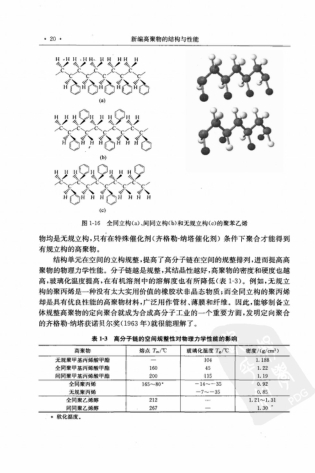 · 20 ·
新编高聚物的结构与性能
(a)
(b)
(c)
图 1-16 全同立构(a)、间同立构(b)和无规立构(c)的聚苯乙烯
物均是无规立构,只有在特殊催化剂(齐格勒-纳塔催化剂) 条件下聚合才能得到
有规立构的高聚物。
结构单元在空间的立构规整,提高了高分子链在空间的规整排列,进而提高高
聚物的物理力学性能。分子链越是规整,其结晶性越好,高聚物的密度和硬度也越
高,玻璃化温度提高,在有机溶剂中的溶解度也有所降低(表 1-3)。例如,无规立
构的聚丙烯是一种没有太大实用价值的橡胶状非晶态物质;而全同立构的聚丙烯
却是具有优良性能的高聚物材料,广泛用作管材、薄膜和纤维。因此,能够制备立
体规整高聚物的定向聚合就成为合成高分子工业的一个重要方面,发明定向聚合
的齐格勒-纳塔获诺贝尔奖(1963 年)就很能理解了。
表 1-3 高分子链的空间规整性对物理力学性能的影响
高聚物 熔点 Tm/℃ 玻璃化温度 Tg/℃ 密度/(g/cm³)
无规聚甲基丙烯酸甲酯 — 104 1.188
全同聚甲基丙烯酸甲酯 160 45 1.22
间同聚甲基丙烯酸甲酯 200 115 1.19
全同聚丙烯 165~80* -14~-35 0.92
无规聚丙烯 — -7~-35 0.85
全同聚乙烯醇 212 — 1.21~1.31
间同聚乙烯醇 267 — 1.30
* 软化温度。